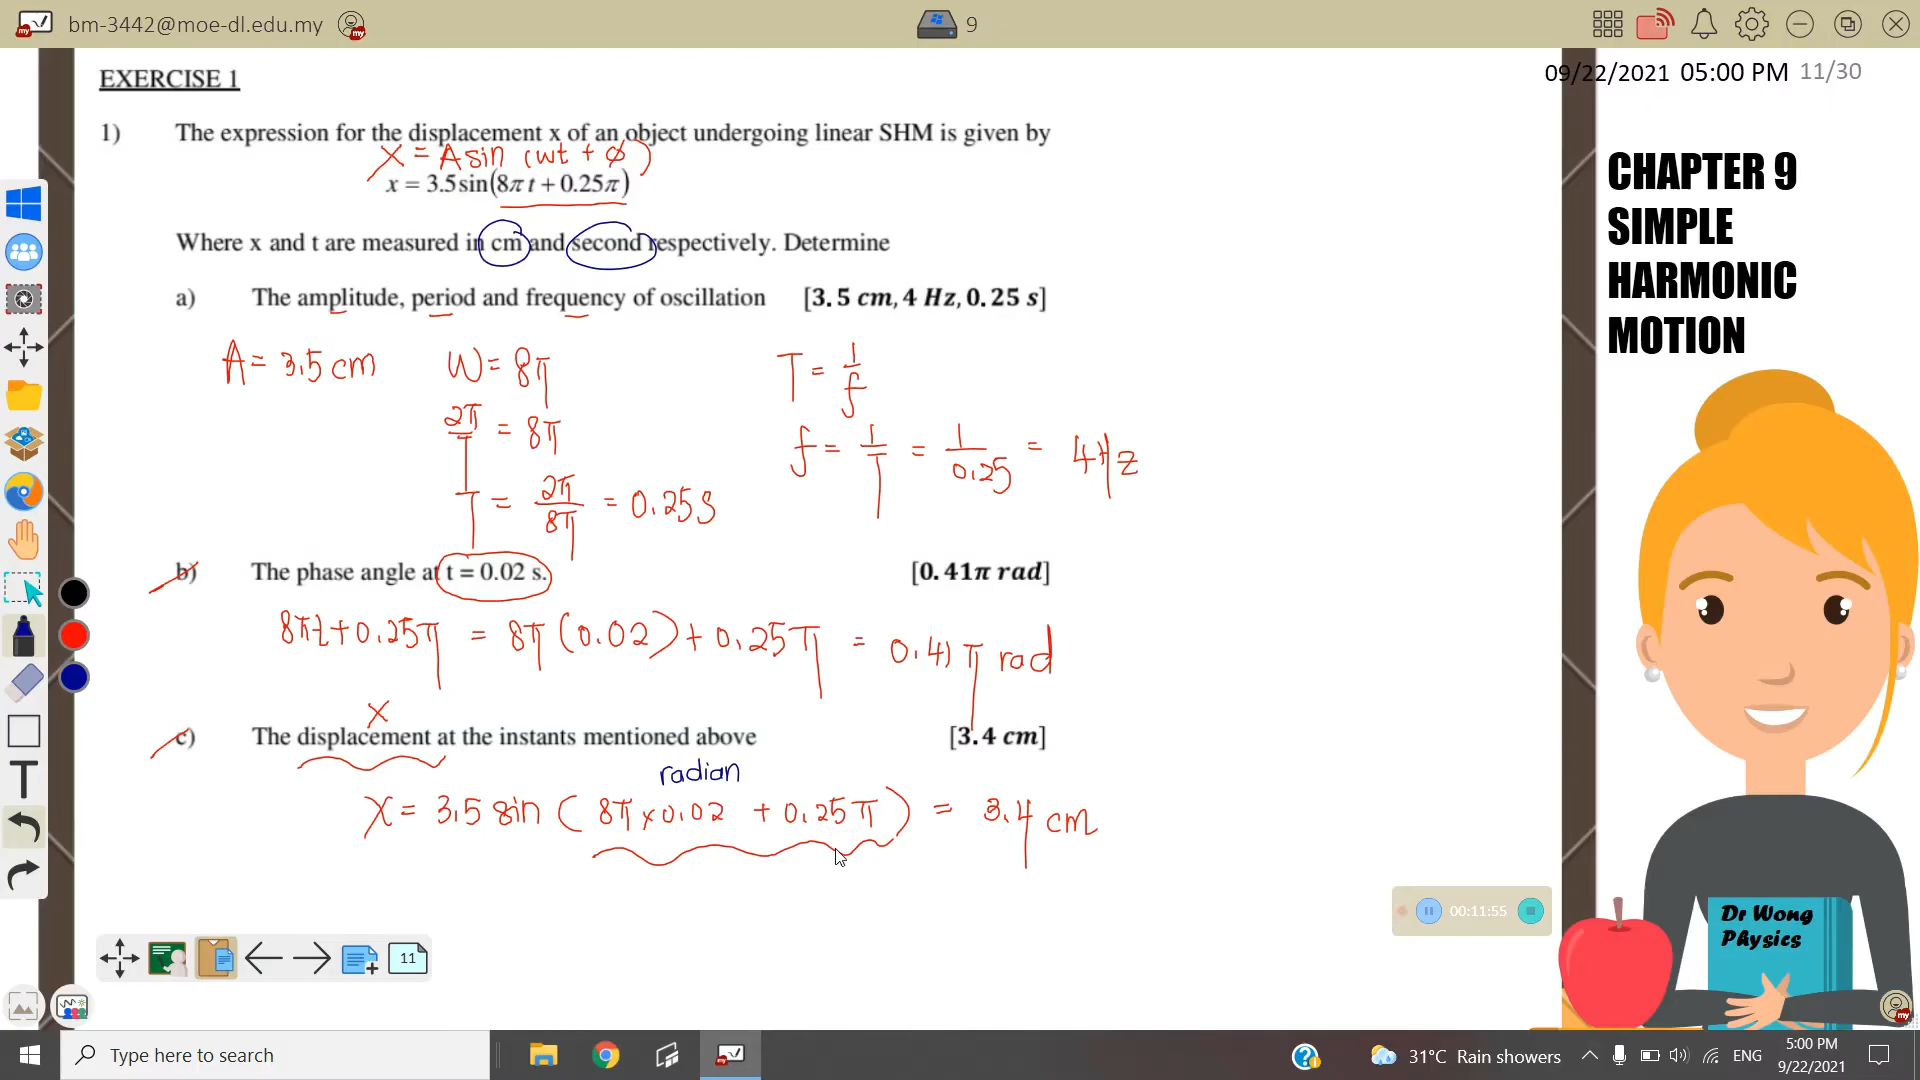 bm-3442@moe-dl.edu.my
9
EXERCISE 1
09/22/2021 05:00 PM 11/30
1) The expression for the displacement x of an object undergoing linear SHM is given by
x = A sin (wt + ϕ)
x = 3.5 sin(8π t + 0.25π)
Where x and t are measured in cm and second respectively. Determine
a) The amplitude, period and frequency of oscillation [3.5 cm, 4 Hz, 0.25 s]
A = 3.5 cm
W = 8π
2π/T = 8π
T = 2π/8π = 0.25s
T = 1/f
f = 1/T = 1/0.25 = 4Hz
b) The phase angle at t = 0.02 s. [0.41π rad]
8πt + 0.25π = 8π (0.02) + 0.25π = 0.41π rad
x
c) The displacement at the instants mentioned above [3.4 cm]
radian
x = 3.5 sin ( 8π × 0.02 + 0.25π ) = 3.4 cm
CHAPTER 9
SIMPLE
HARMONIC
MOTION
Dr Wong
Physics
00:11:55
11
Type here to search
31°C Rain showers
ENG
5:00 PM
9/22/2021